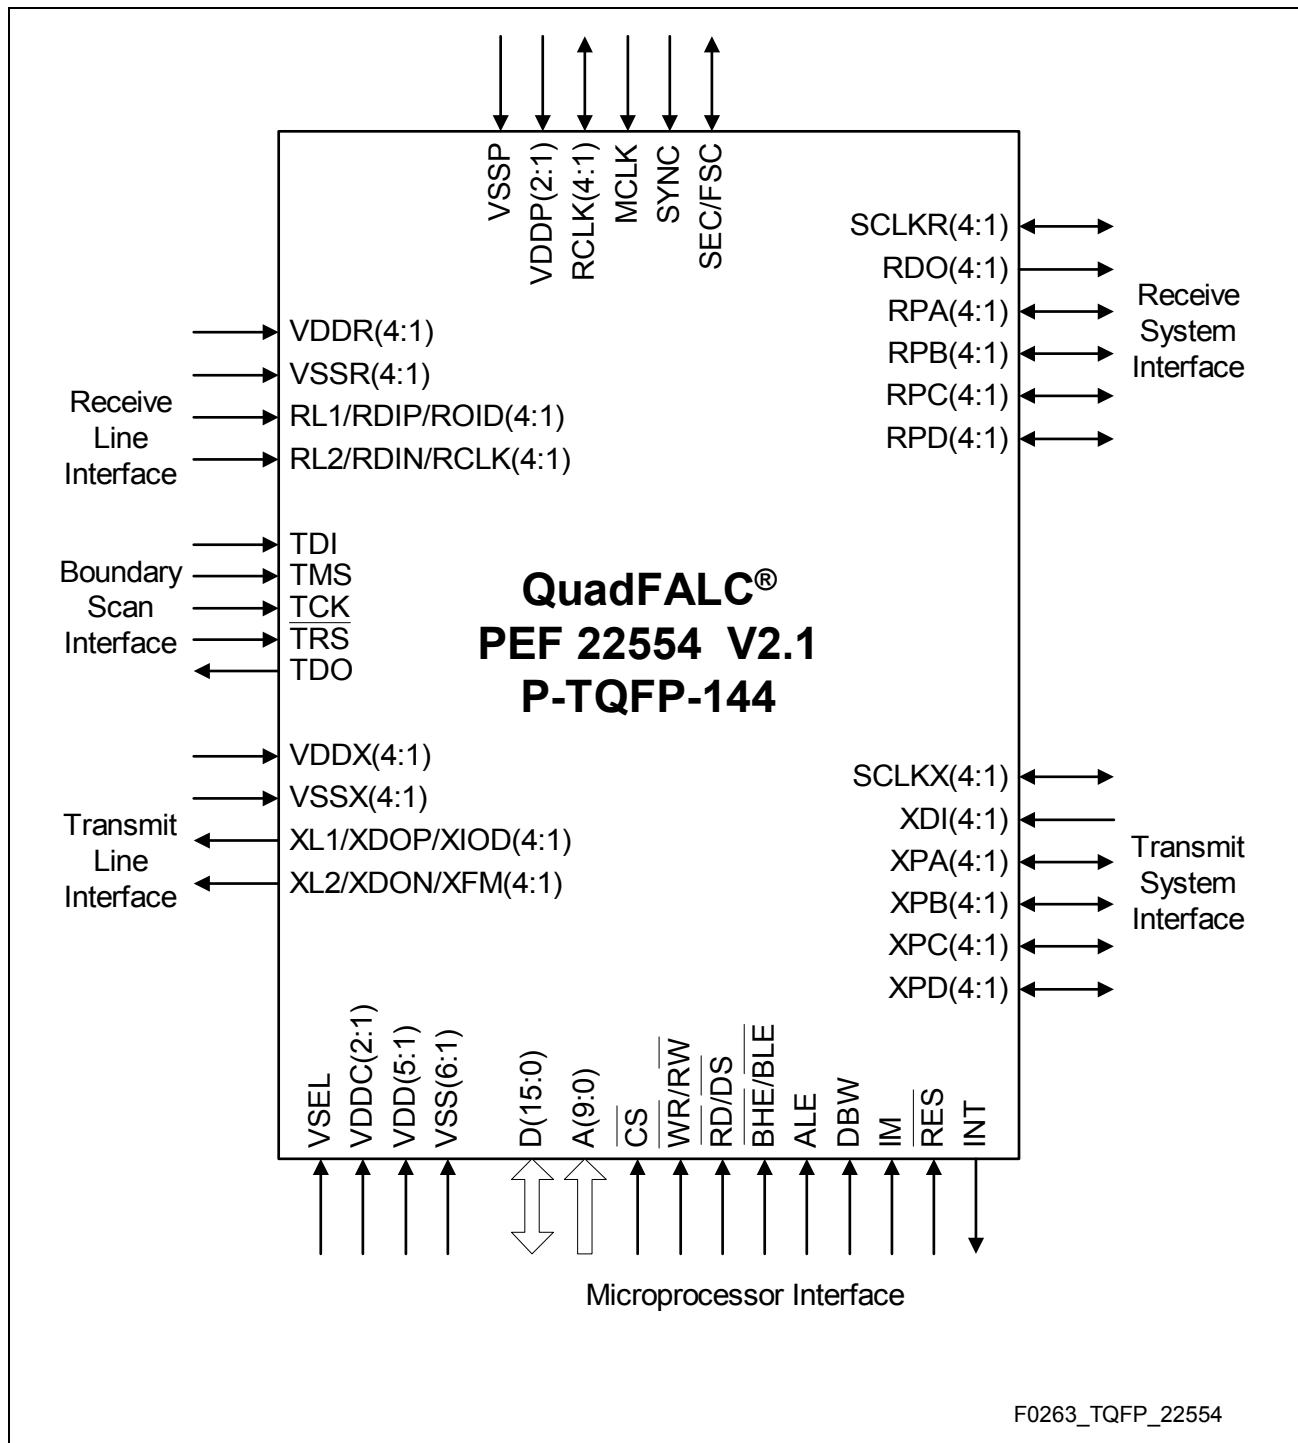 VSSP
VDDP(2:1)
RCLK(4:1)
MCLK
SYNC
SEC/FSC
VDDR(4:1)
VSSR(4:1)
RL1/RDIP/ROID(4:1)
RL2/RDIN/RCLK(4:1)
Receive
Line
Interface
SCLKR(4:1)
RDO(4:1)
RPA(4:1)
RPB(4:1)
RPC(4:1)
RPD(4:1)
Receive
System
Interface
TDI
TMS
TCK
TRS
TDO
Boundary
Scan
Interface
QuadFALC®
PEF 22554 V2.1
P-TQFP-144
VDDX(4:1)
VSSX(4:1)
XL1/XDOP/XIOD(4:1)
XL2/XDON/XFM(4:1)
Transmit
Line
Interface
SCLKX(4:1)
XDI(4:1)
XPA(4:1)
XPB(4:1)
XPC(4:1)
XPD(4:1)
Transmit
System
Interface
VSEL
VDDC(2:1)
VDD(5:1)
VSS(6:1)
D(15:0)
A(9:0)
CS
WR/RW
RD/DS
BHE/BLE
ALE
DBW
IM
RES
INT
Microprocessor Interface
F0263_TQFP_22554